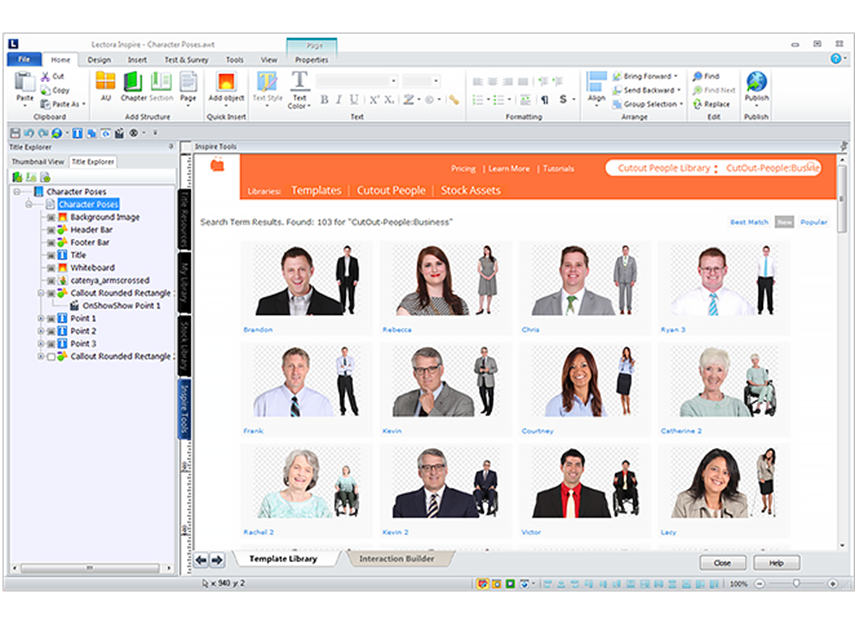 Lectora Inspire - Character Poses.awt
Page
File Home Design Insert Test & Survey Tools View Properties
Cut
Copy
Paste As
Paste
Clipboard
AU Chapter Section Page
Add Structure
Add object
Quick Insert
Text Style Text Color
B I U X² X₂
Text
Formatting
Align
Bring Forward
Send Backward
Group Selection
Arrange
Find
Find Next
Replace
Edit
Publish
Publish
Title Explorer
Thumbnail View Title Explorer
Character Poses
Character Poses
Background Image
Header Bar
Footer Bar
Title
Whiteboard
catenya_armscrossed
Callout Rounded Rectangle
OnShowShow Point 1
Point 1
Point 2
Point 3
Callout Rounded Rectangle
Title Resources
My Library
Stock Library
Inspire Tools
Inspire Tools
Pricing | Learn More | Tutorials
Cutout People Library : CutOut-People:Busine
Libraries: Templates | Cutout People | Stock Assets
Search Term Results. Found: 103 for "CutOut-People:Business"
Best Match New Popular
Brandon Rebecca Chris Ryan 3
Frank Kevin Courtney Catherine 2
Rachel 2 Kevin 2 Victor Lacy
Template Library Interaction Builder
Close Help
x 940 y 2
100%